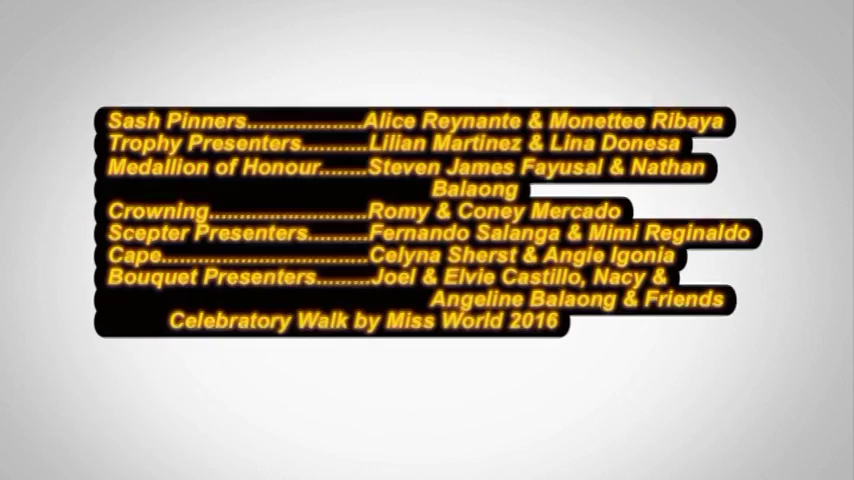 Sash Pinners...................Alice Reynante & Monettee Ribaya
Trophy Presenters...........Lilian Martinez & Lina Donesa
Medallion of Honour........Steven James Fayusal & Nathan
Balaong
Crowning..........................Romy & Coney Mercado
Scepter Presenters..........Fernando Salanga & Mimi Reginaldo
Cape..................................Celyna Sherst & Angie Igonia
Bouquet Presenters.........Joel & Elvie Castillo, Nacy &
Angeline Balaong & Friends
Celebratory Walk by Miss World 2016